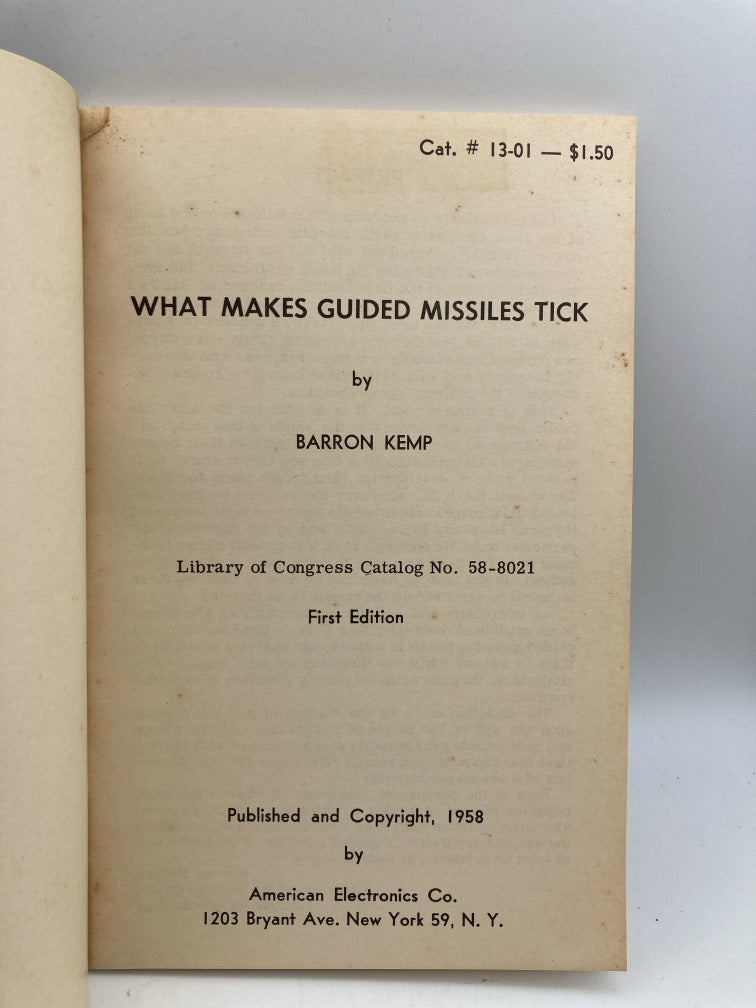 Cat. # 13-01 — $1.50
WHAT MAKES GUIDED MISSILES TICK
by
BARRON KEMP
Library of Congress Catalog No. 58-8021
First Edition
Published and Copyright, 1958
by
American Electronics Co.
1203 Bryant Ave. New York 59, N. Y.